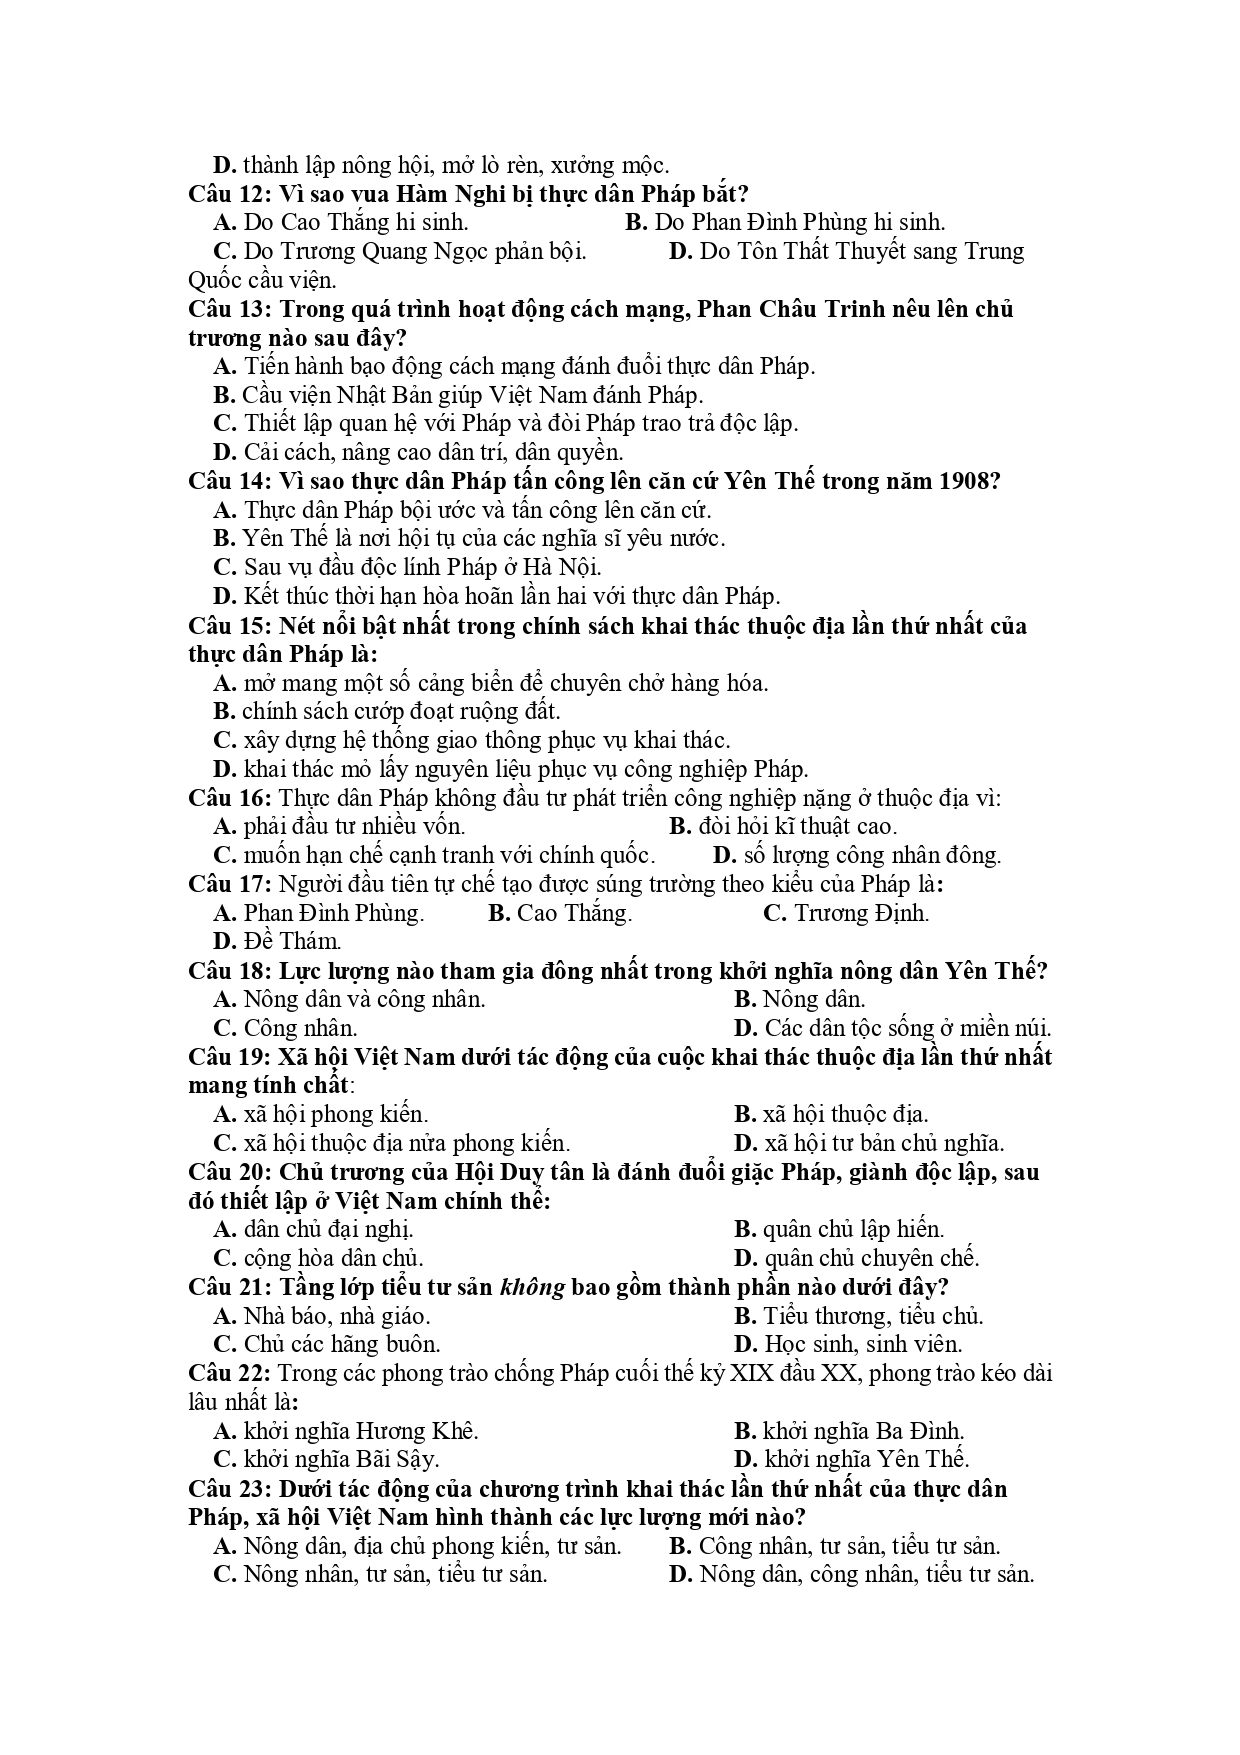 D. thành lập nông hội, mở lò rèn, xưởng mộc.
Câu 12: Vì sao vua Hàm Nghi bị thực dân Pháp bắt?
A. Do Cao Thắng hi sinh. B. Do Phan Đình Phùng hi sinh.
C. Do Trương Quang Ngọc phản bội. D. Do Tôn Thất Thuyết sang Trung
Quốc cầu viện.
Câu 13: Trong quá trình hoạt động cách mạng, Phan Châu Trinh nêu lên chủ
trương nào sau đây?
A. Tiến hành bạo động cách mạng đánh đuổi thực dân Pháp.
B. Cầu viện Nhật Bản giúp Việt Nam đánh Pháp.
C. Thiết lập quan hệ với Pháp và đòi Pháp trao trả độc lập.
D. Cải cách, nâng cao dân trí, dân quyền.
Câu 14: Vì sao thực dân Pháp tấn công lên căn cứ Yên Thế trong năm 1908?
A. Thực dân Pháp bội ước và tấn công lên căn cứ.
B. Yên Thế là nơi hội tụ của các nghĩa sĩ yêu nước.
C. Sau vụ đầu độc lính Pháp ở Hà Nội.
D. Kết thúc thời hạn hòa hoãn lần hai với thực dân Pháp.
Câu 15: Nét nổi bật nhất trong chính sách khai thác thuộc địa lần thứ nhất của
thực dân Pháp là:
A. mở mang một số cảng biển để chuyên chở hàng hóa.
B. chính sách cướp đoạt ruộng đất.
C. xây dựng hệ thống giao thông phục vụ khai thác.
D. khai thác mỏ lấy nguyên liệu phục vụ công nghiệp Pháp.
Câu 16: Thực dân Pháp không đầu tư phát triển công nghiệp nặng ở thuộc địa vì:
A. phải đầu tư nhiều vốn. B. đòi hỏi kĩ thuật cao.
C. muốn hạn chế cạnh tranh với chính quốc. D. số lượng công nhân đông.
Câu 17: Người đầu tiên tự chế tạo được súng trường theo kiểu của Pháp là:
A. Phan Đình Phùng. B. Cao Thắng. C. Trương Định.
D. Đề Thám.
Câu 18: Lực lượng nào tham gia đông nhất trong khởi nghĩa nông dân Yên Thế?
A. Nông dân và công nhân. B. Nông dân.
C. Công nhân. D. Các dân tộc sống ở miền núi.
Câu 19: Xã hội Việt Nam dưới tác động của cuộc khai thác thuộc địa lần thứ nhất
mang tính chất:
A. xã hội phong kiến. B. xã hội thuộc địa.
C. xã hội thuộc địa nửa phong kiến. D. xã hội tư bản chủ nghĩa.
Câu 20: Chủ trương của Hội Duy tân là đánh đuổi giặc Pháp, giành độc lập, sau
đó thiết lập ở Việt Nam chính thể:
A. dân chủ đại nghị. B. quân chủ lập hiến.
C. cộng hòa dân chủ. D. quân chủ chuyên chế.
Câu 21: Tầng lớp tiểu tư sản không bao gồm thành phần nào dưới đây?
A. Nhà báo, nhà giáo. B. Tiểu thương, tiểu chủ.
C. Chủ các hãng buôn. D. Học sinh, sinh viên.
Câu 22: Trong các phong trào chống Pháp cuối thế kỷ XIX đầu XX, phong trào kéo dài
lâu nhất là:
A. khởi nghĩa Hương Khê. B. khởi nghĩa Ba Đình.
C. khởi nghĩa Bãi Sậy. D. khởi nghĩa Yên Thế.
Câu 23: Dưới tác động của chương trình khai thác lần thứ nhất của thực dân
Pháp, xã hội Việt Nam hình thành các lực lượng mới nào?
A. Nông dân, địa chủ phong kiến, tư sản. B. Công nhân, tư sản, tiểu tư sản.
C. Nông nhân, tư sản, tiểu tư sản. D. Nông dân, công nhân, tiểu tư sản.